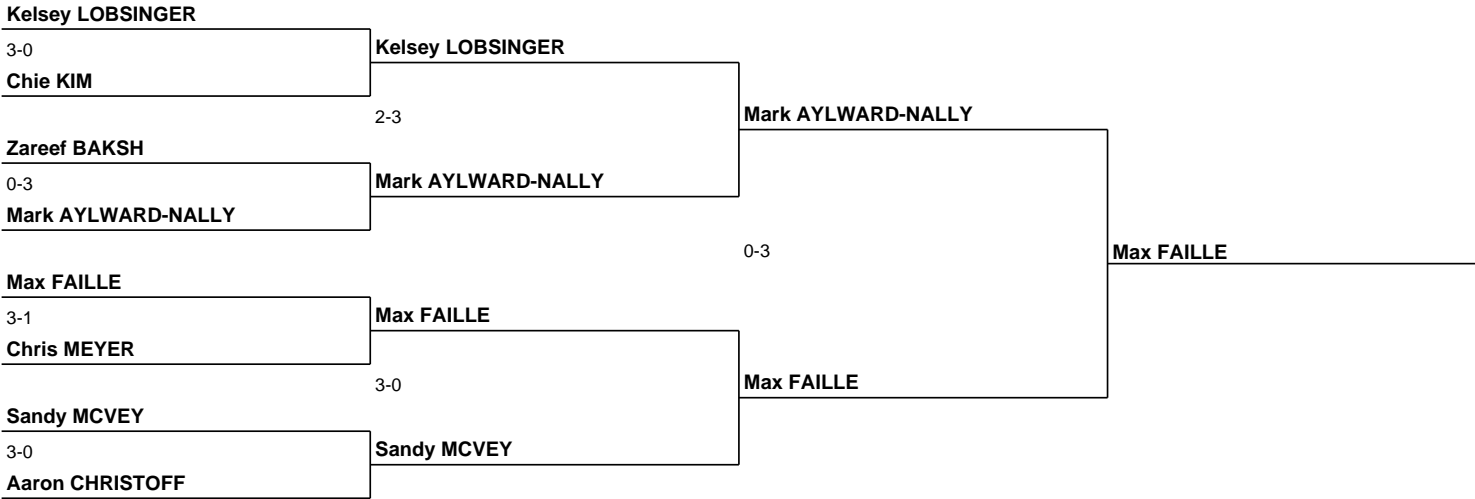 Kelsey LOBSINGER
3-0
Kelsey LOBSINGER
Chie KIM
2-3
Mark AYLWARD-NALLY
Zareef BAKSH
0-3
Mark AYLWARD-NALLY
Mark AYLWARD-NALLY
0-3
Max FAILLE
Max FAILLE
3-1
Max FAILLE
Chris MEYER
3-0
Max FAILLE
Sandy MCVEY
3-0
Sandy MCVEY
Aaron CHRISTOFF